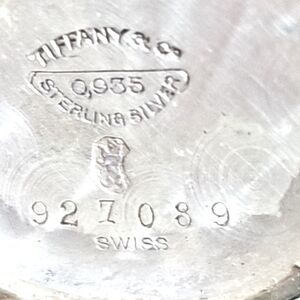 TIFFANY & Co
0,935
STERLING SILVER
927089
SWISS